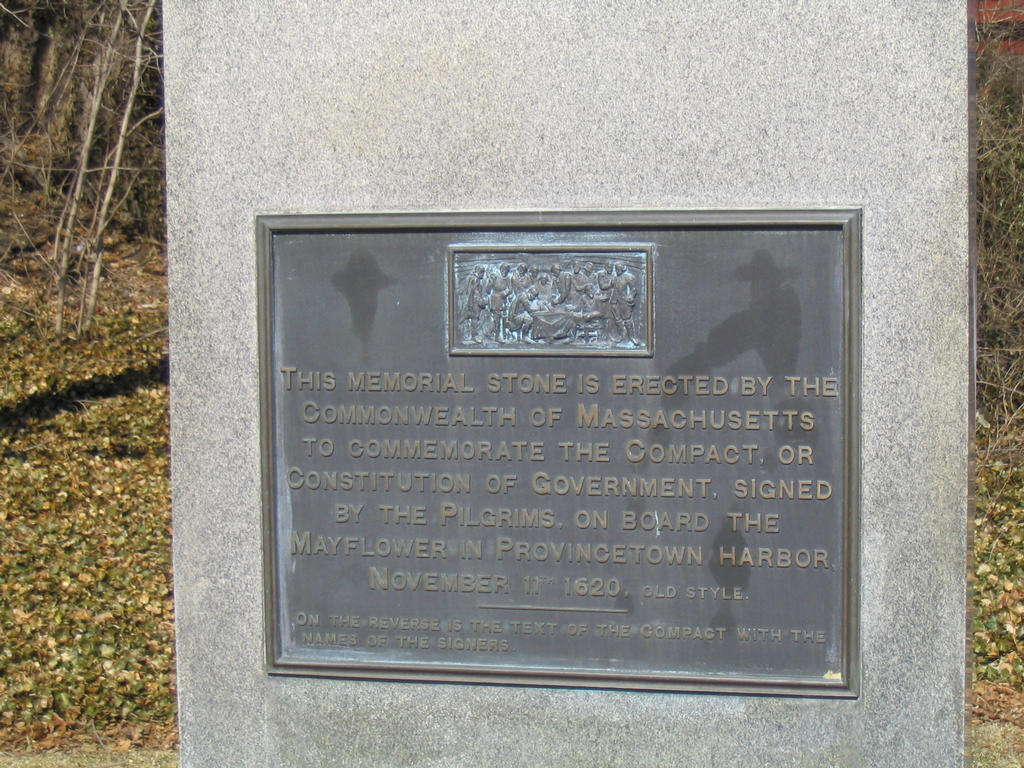 THIS MEMORIAL STONE IS ERECTED BY THE
COMMONWEALTH OF MASSACHUSETTS
TO COMMEMORATE THE COMPACT, OR
CONSTITUTION OF GOVERNMENT, SIGNED
BY THE PILGRIMS, ON BOARD THE
MAYFLOWER IN PROVINCETOWN HARBOR,
NOVEMBER 11TH 1620, OLD STYLE.
ON THE REVERSE IS THE TEXT OF THE COMPACT WITH THE
NAMES OF THE SIGNERS.